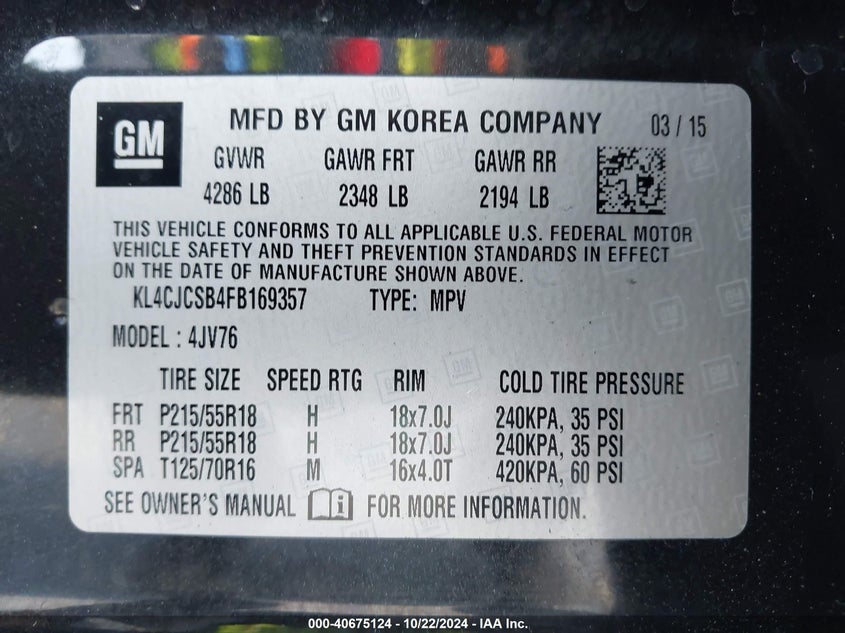 GM
MFD BY GM KOREA COMPANY 03 / 15
GVWR GAWR FRT GAWR RR
4286 LB 2348 LB 2194 LB
THIS VEHICLE CONFORMS TO ALL APPLICABLE U.S. FEDERAL MOTOR
VEHICLE SAFETY AND THEFT PREVENTION STANDARDS IN EFFECT
ON THE DATE OF MANUFACTURE SHOWN ABOVE.
KL4CJCSB4FB169357 TYPE: MPV
MODEL : 4JV76
TIRE SIZE SPEED RTG RIM COLD TIRE PRESSURE
FRT P215/55R18 H 18x7.0J 240KPA, 35 PSI
RR P215/55R18 H 18x7.0J 240KPA, 35 PSI
SPA T125/70R16 M 16x4.0T 420KPA, 60 PSI
SEE OWNER'S MANUAL i FOR MORE INFORMATION.
000-40675124 - 10/22/2024 - IAA Inc.